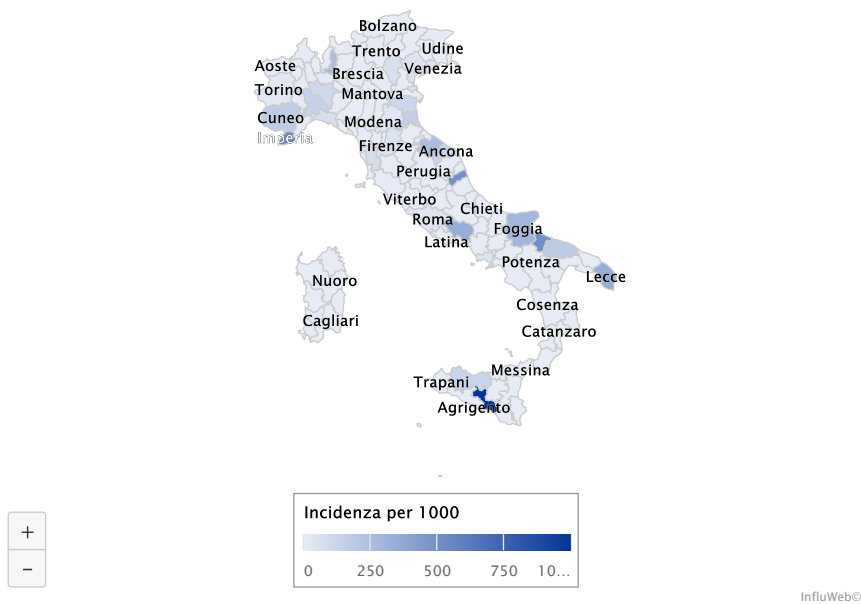 Bolzano
Trento
Udine
Aoste
Brescia
Venezia
Torino
Mantova
Cuneo
Modena
Imperia
Firenze
Ancona
Perugia
Viterbo
Chieti
Roma
Foggia
Latina
Potenza
Lecce
Nuoro
Cosenza
Cagliari
Catanzaro
Messina
Trapani
Agrigento
Incidenza per 1000
0 250 500 750 10...
+
−
InfluWeb©